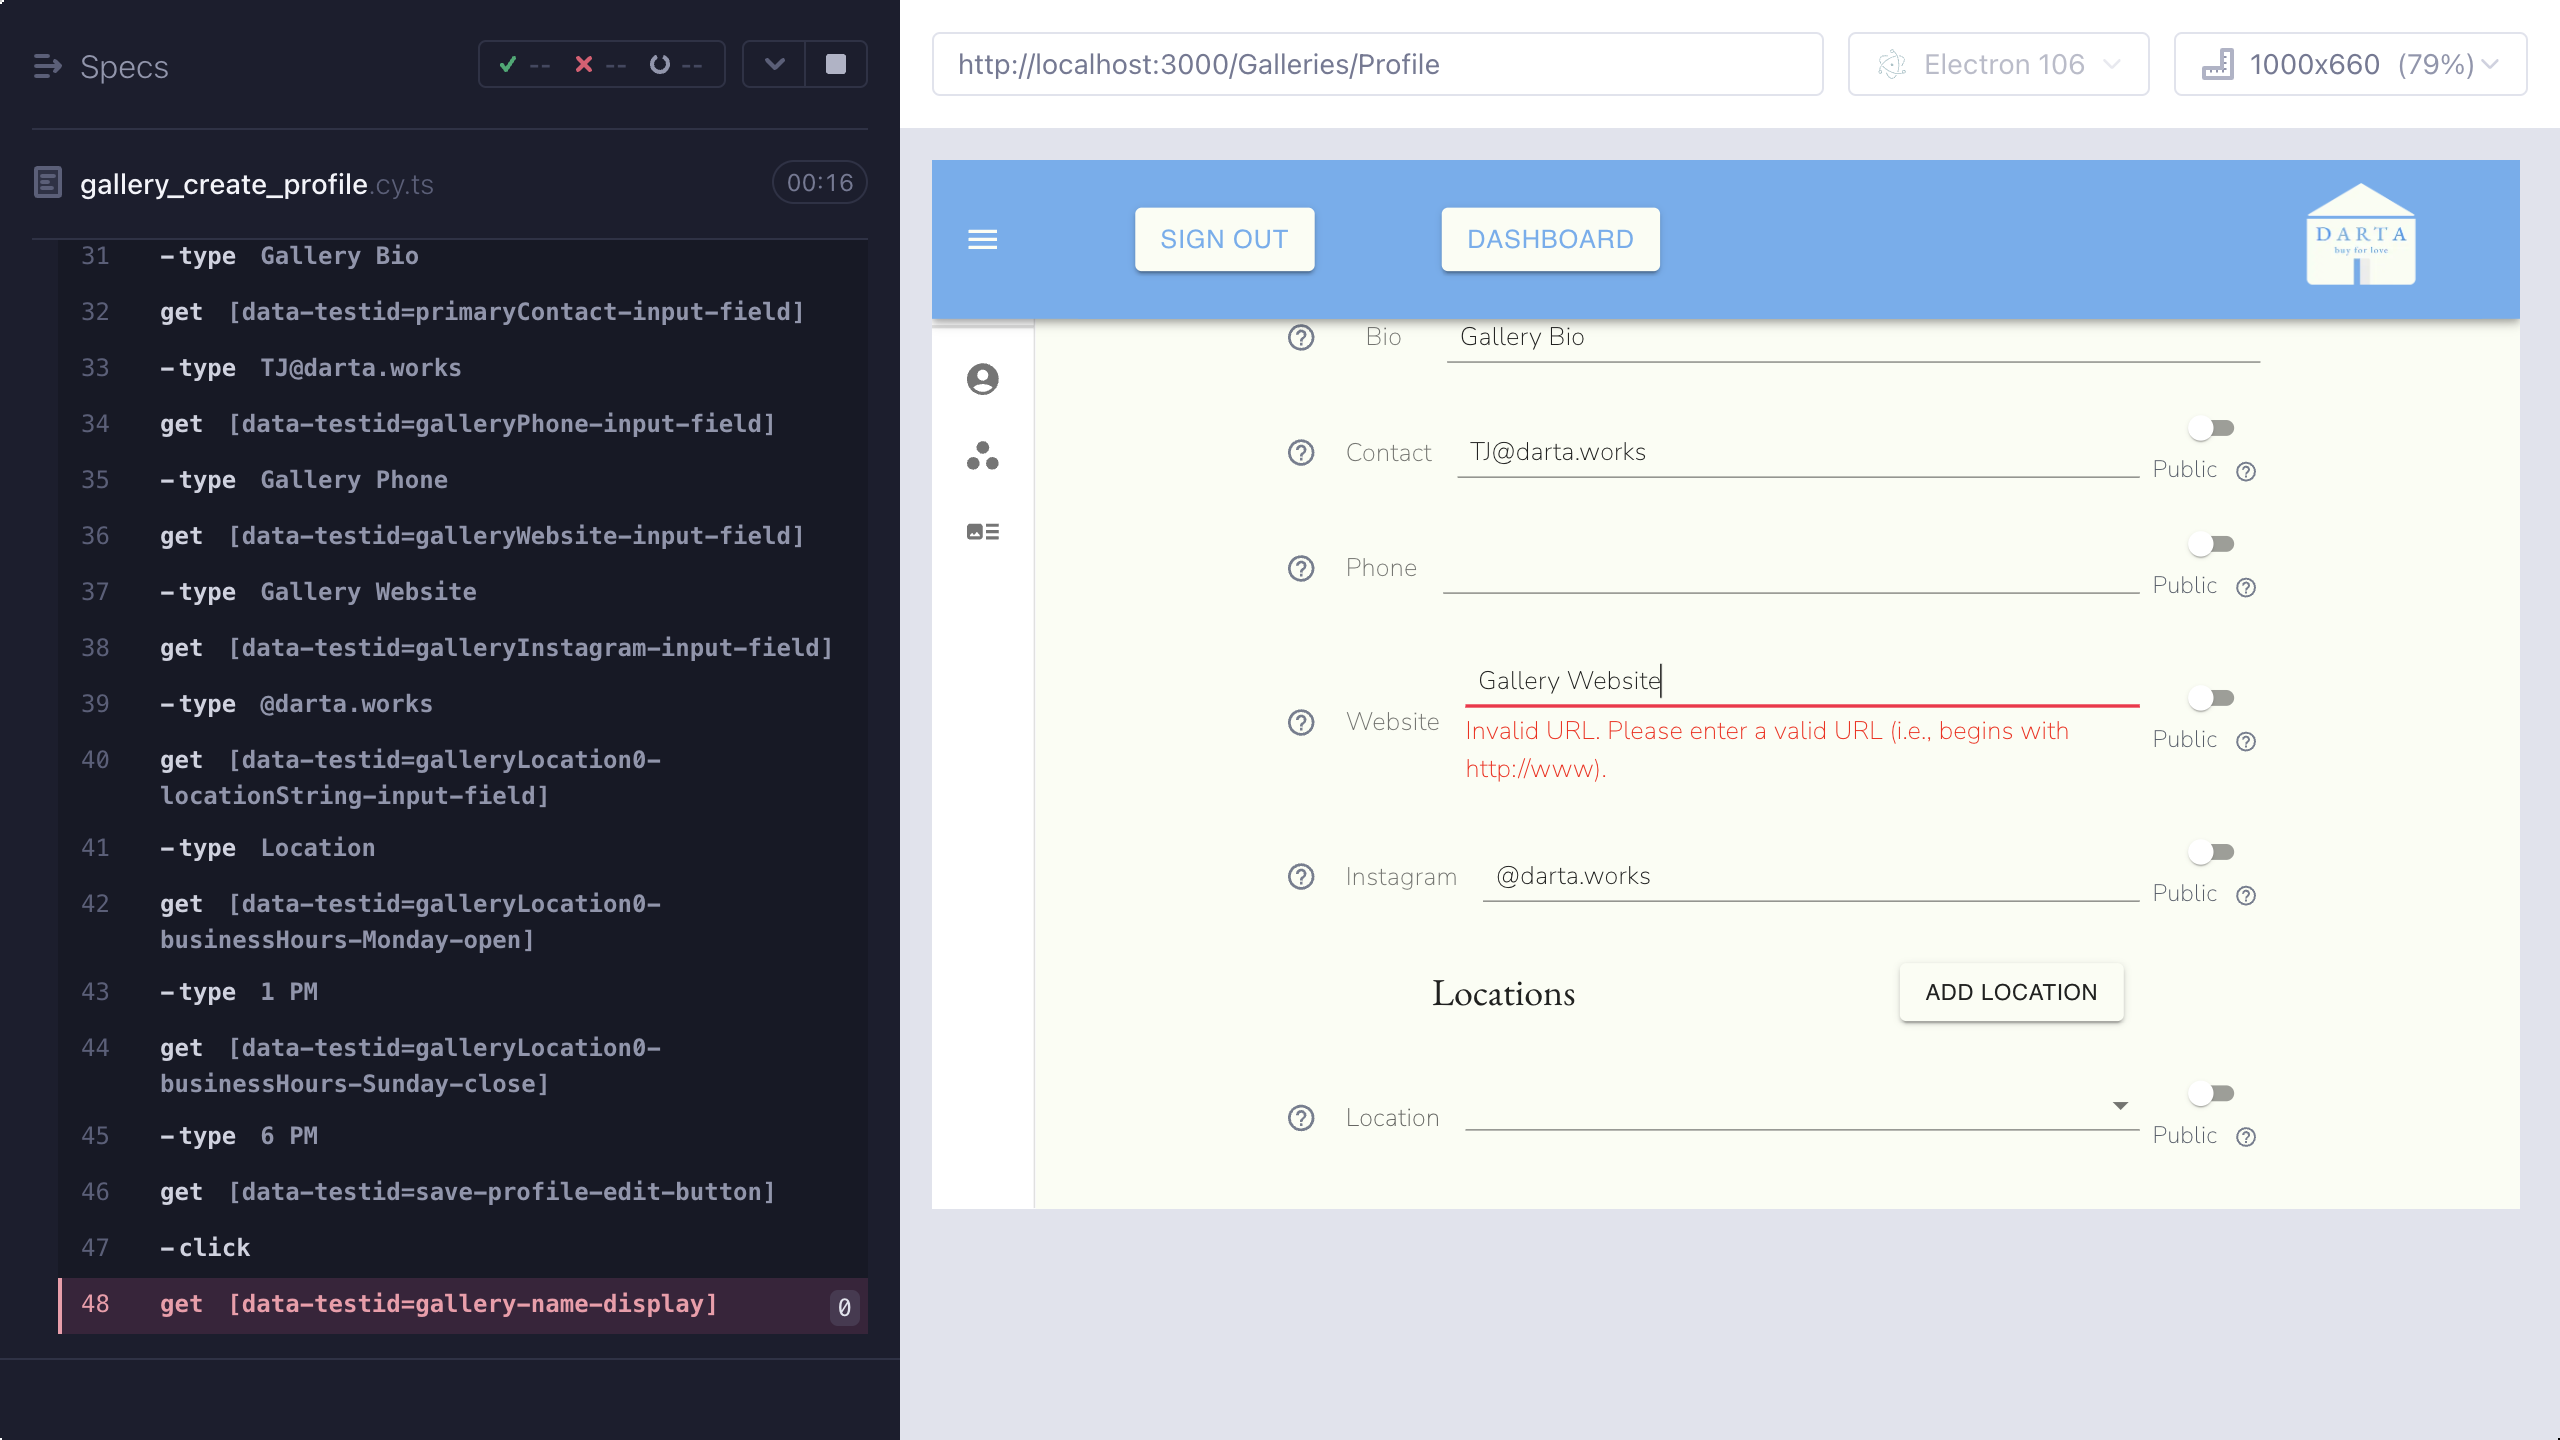 Specs
-- -- --
gallery_create_profile.cy.ts
00:16
31 -type Gallery Bio
32 get [data-testid=primaryContact-input-field]
33 -type TJ@darta.works
34 get [data-testid=galleryPhone-input-field]
35 -type Gallery Phone
36 get [data-testid=galleryWebsite-input-field]
37 -type Gallery Website
38 get [data-testid=galleryInstagram-input-field]
39 -type @darta.works
40 get [data-testid=galleryLocation0-
locationString-input-field]
41 -type Location
42 get [data-testid=galleryLocation0-
businessHours-Monday-open]
43 -type 1 PM
44 get [data-testid=galleryLocation0-
businessHours-Sunday-close]
45 -type 6 PM
46 get [data-testid=save-profile-edit-button]
47 -click
48 get [data-testid=gallery-name-display] 0
http://localhost:3000/Galleries/Profile
Electron 106
1000x660 (79%)
SIGN OUT
DASHBOARD
DARTA
buy for love
Bio Gallery Bio
Contact TJ@darta.works
Public
Phone
Public
Gallery Website
Website
Invalid URL. Please enter a valid URL (i.e., begins with
http://www).
Public
Instagram @darta.works
Public
Locations
ADD LOCATION
Location
Public